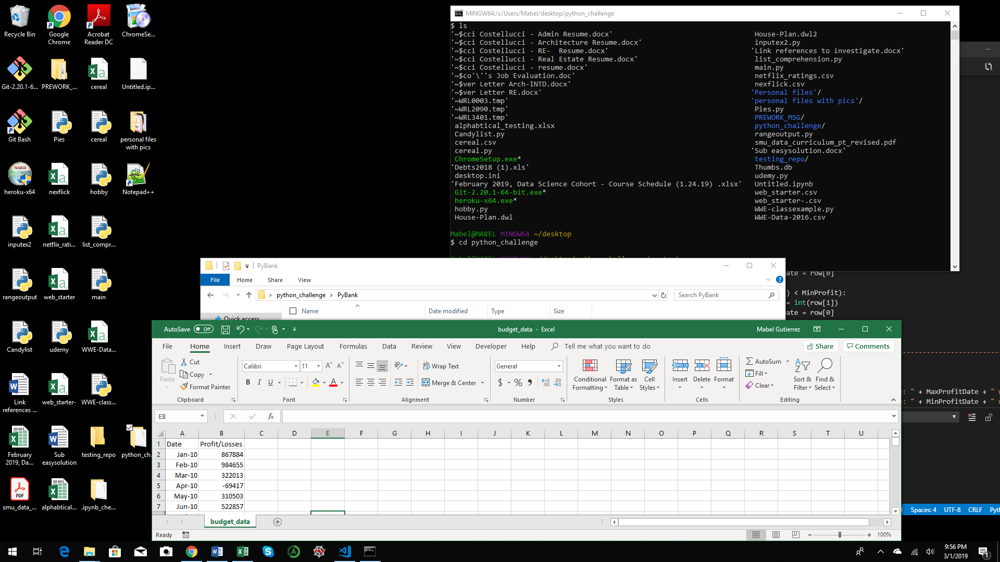 Recycle Bin
Google Chrome
Acrobat Reader DC
ChromeSe...
Git-2.20.1-6...
PREWORK_...
cereal
Untitled.ip...
Git Bash
Pies
cereal
personal files with pics
heroku-x64
nexflick
hobby
Notepad++
inputex2
netflix_rati...
list_compr...
rangeoutput
web_starter
main
Candylist
udemy
WWE-Data...
Link references ...
web_starter-
WWE-class...
February 2019, Da...
Sub easysolution
testing_repo
python_ch...
smu_data_...
alphabtical...
.ipynb_che...
MINGW64:/c/Users/Mabel/desktop/python_challenge
$ ls
'~$cci Costellucci - Admin Resume.docx' House-Plan.dwl2
'~$cci Costellucci - Architecture Resume.docx' inputex2.py
'~$cci Costellucci - RE-  Resume.docx' 'Link references to investigate.docx'
'~$cci Costellucci - Real Estate Resume.docx' list_comprehension.py
'~$cci Costellucci - resume.docx' main.py
'~$co'\''s Job Evaluation.doc' netflix_ratings.csv
'~$ver Letter Arch-INTD.docx' nexflick.csv
'~$ver Letter RE.docx' 'Personal files'/
'~WRL0003.tmp' 'personal files with pics'/
'~WRL2090.tmp' Pies.py
'~WRL3401.tmp' PREWORK_MSG/
alphabtical_testing.xlsx python_challenge/
Candylist.py rangeoutput.py
cereal.csv smu_data_curriculum_pt_revised.pdf
cereal.py 'Sub easysolution.docx'
ChromeSetup.exe* testing_repo/
'Debts2018 (1).xls' Thumbs.db
desktop.ini udemy.py
'February 2019, Data Science Cohort - Course Schedule (1.24.19) .xlsx' Untitled.ipynb
Git-2.20.1-64-bit.exe* web_starter.csv
heroku-x64.exe* web_starter-.csv
hobby.py WWE-classexample.py
House-Plan.dwl WWE-Data-2016.csv
Mabel@MABEL MINGW64 ~/desktop
$ cd python_challenge
ate = row[0]
) < MinProfit):
= int(row[1])
ate = row[0]
: " + MaxProfitDate + " w
: " + MinProfitDate + "
Spaces: 4 UTF-8 CRLF Pyth
PyBank
File Home Share View
python_challenge > PyBank
Search PyBank
Quick access
Name Date modified Type Size
AutoSave Off
budget_data - Excel
Mabel Gutierrez
File Home Insert Draw Page Layout Formulas Data Review View Developer Help Tell me what you want to do Share Comments
Paste Cut Copy Format Painter
Clipboard
Calibri 11
B I U
Font
Wrap Text
Merge & Center
Alignment
General
$ % ,
Number
Conditional Formatting
Format as Table
Cell Styles
Styles
Insert Delete Format
Cells
AutoSum
Fill
Clear
Sort & Filter
Find & Select
Editing
E8
fx
A B C D E F G H I J K L M N O P Q R S T U
1 Date Profit/Losses
2 Jan-10 867884
3 Feb-10 984655
4 Mar-10 322013
5 Apr-10 -69417
6 May-10 310503
7 Jun-10 522857
budget_data
Ready
100%
9:56 PM
3/1/2019
1